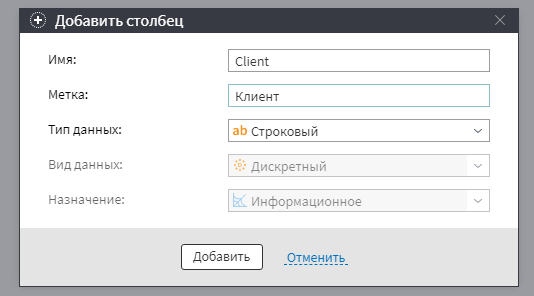 Добавить столбец
Имя: Client
Метка: Клиент
Тип данных: ab Строковый
Вид данных: Дискретный
Назначение: Информационное
Добавить Отменить